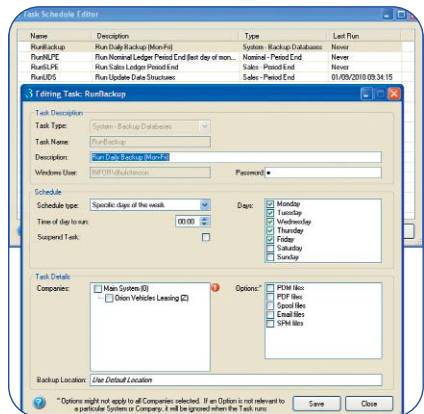 Task Schedule Editor
Name Description Type Last Run
RunBackup Run Daily Backup (Mon-Fri) System - Backup Databases Never
RunNLPE Run Nominal Ledger Period End (last day of mon... Nominal - Period End Never
RunSLPE Run Sales Ledger Period End Sales - Period End Never
RunUDS Run Update Data Structures Sales - Period End 01/09/2010 09:34:15
Editing Task: RunBackup
Task Description
Task Type: System - Backup Databases
Task Name: RunBackup
Description: Run Daily Backup (Mon-Fri)
Windows User: Password:
Schedule
Schedule type: Specific days of the week Days: Monday
Tuesday
Time of day to run: 00:00 Wednesday
Thursday
Suspend Task: Friday
Saturday
Sunday
Task Details
Companies: Main System (0) Options:* PDM files
Orion Vehicles Leasing (Z) PDF files
Spool files
Email files
SPM files
Backup Location: Use Default Location
* Options might not apply to all Companies selected. If an Option is not relevant to
a particular System or Company, it will be ignored when the Task runs
Save Close